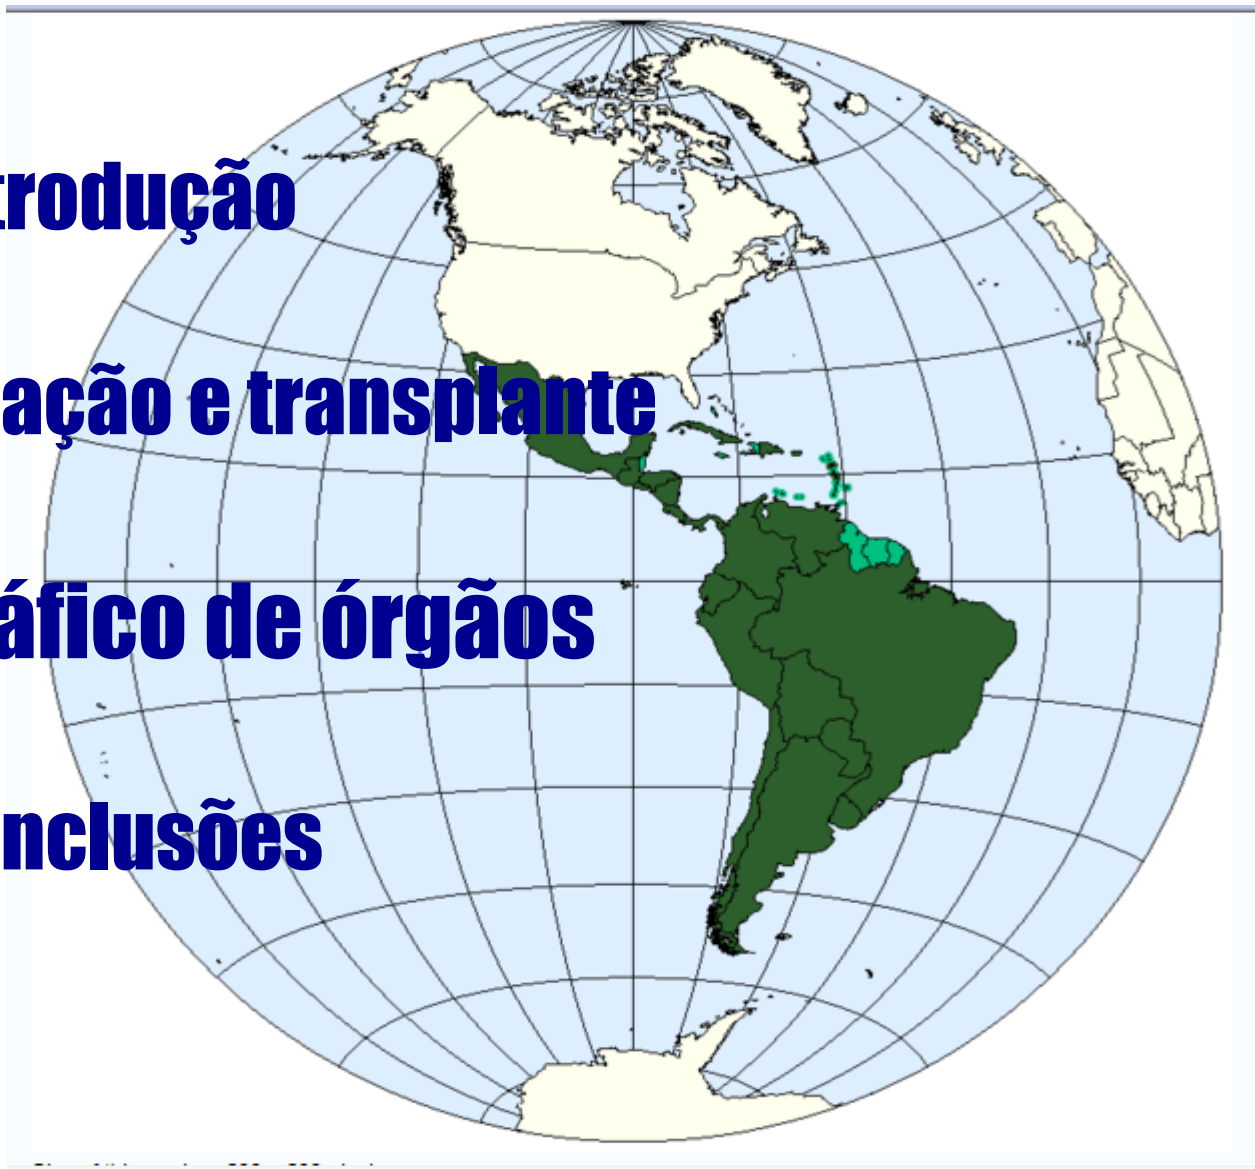 trodução
ação e transplante
áfico de órgãos
nclusões